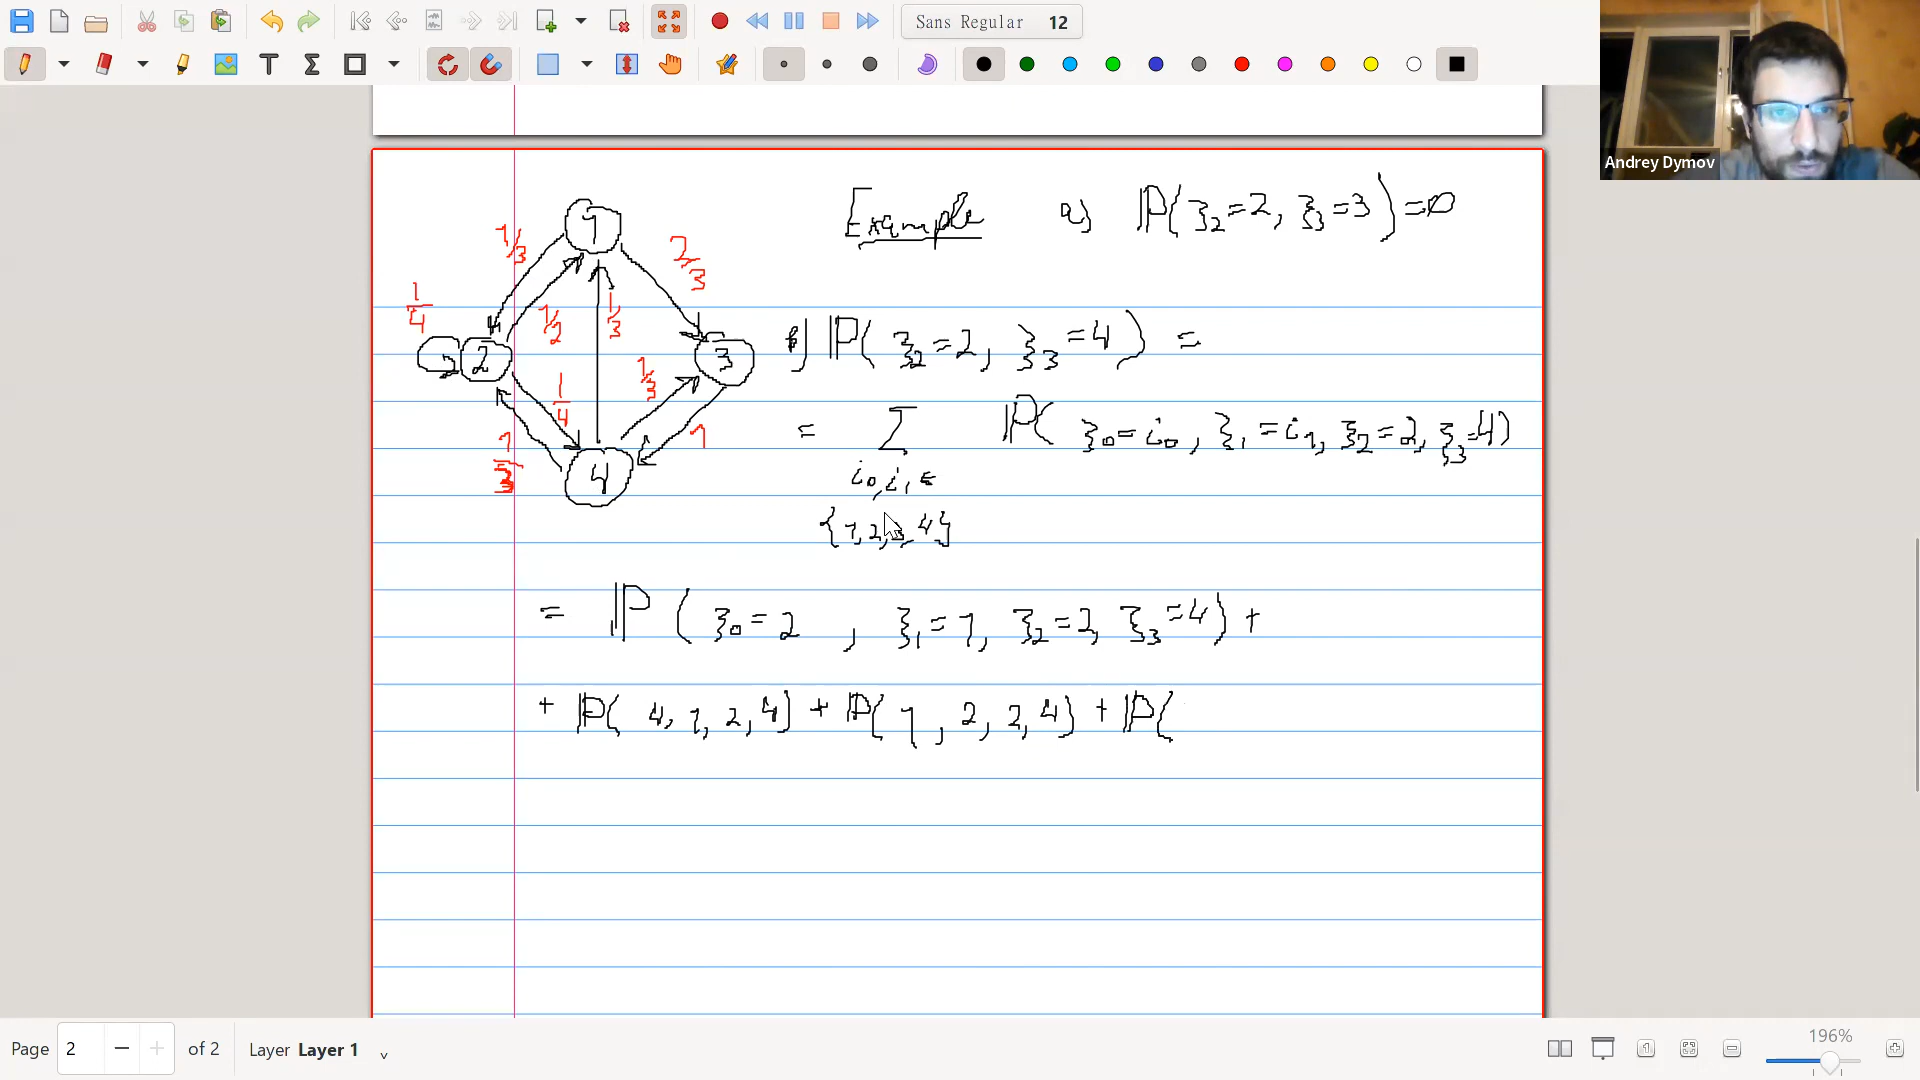 Sans Regular 12
Andrey Dymov
Example a) ℙ(ξ₂=2, ξ₃=3)=0
1
1/3
2/3
1/4
1/2
1/3
2
3
1/3
1/4
1
1/3
4
b) ℙ(ξ₂=2, ξ₃=4) =
= Σ ℙ(ξ₀=i₀, ξ₁=i₁, ξ₂=2, ξ₃=4)
i₀, i₁ ∈
{1, 2, 3, 4}
= ℙ(ξ₀=2, ξ₁=1, ξ₂=2, ξ₃=4) +
+ ℙ(4, 1, 2, 4) + ℙ(1, 2, 2, 4) + ℙ(
Page 2 of 2 Layer Layer 1 196%